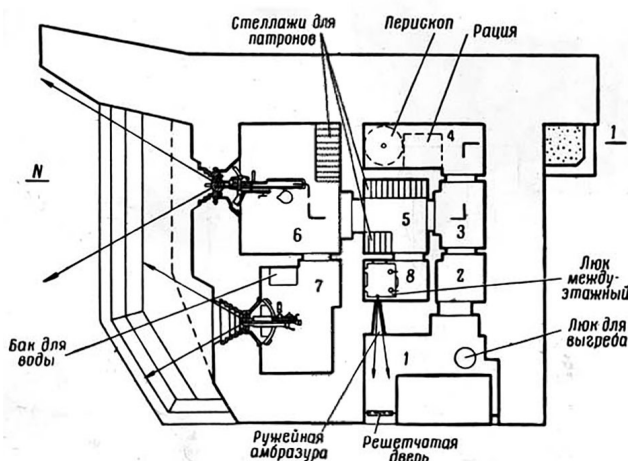 Стеллажи для
патронов
Перископ
Рация
1
N
4
5
3
6
7
8
2
1
Люк
между-
этажный
Люк для
выгреба
Бак для
воды
Ружейная
амбразура
Решетчатая
дверь